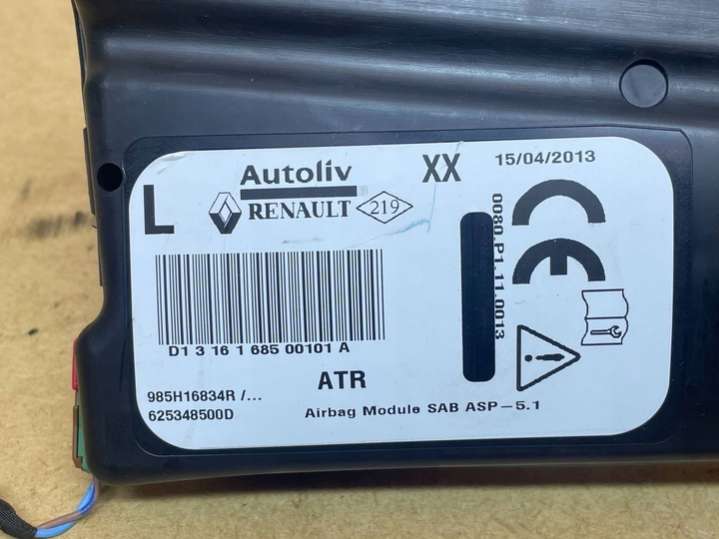 L
Autoliv
RENAULT
219
XX
15/04/2013
0080.P1.11.0013
CE
D1 3 16 1 685 00101 A
985H16834R /...
625348500D
ATR
Airbag Module SAB ASP-5.1